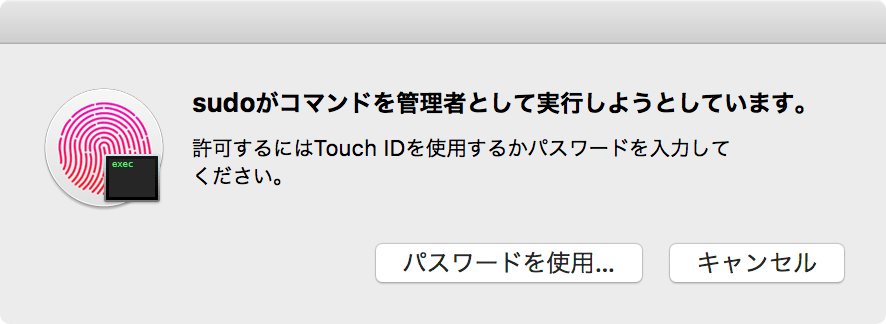 sudoがコマンドを管理者として実行しようとしています。
許可するにはTouch IDを使用するかパスワードを入力して
ください。
exec
パスワードを使用...
キャンセル